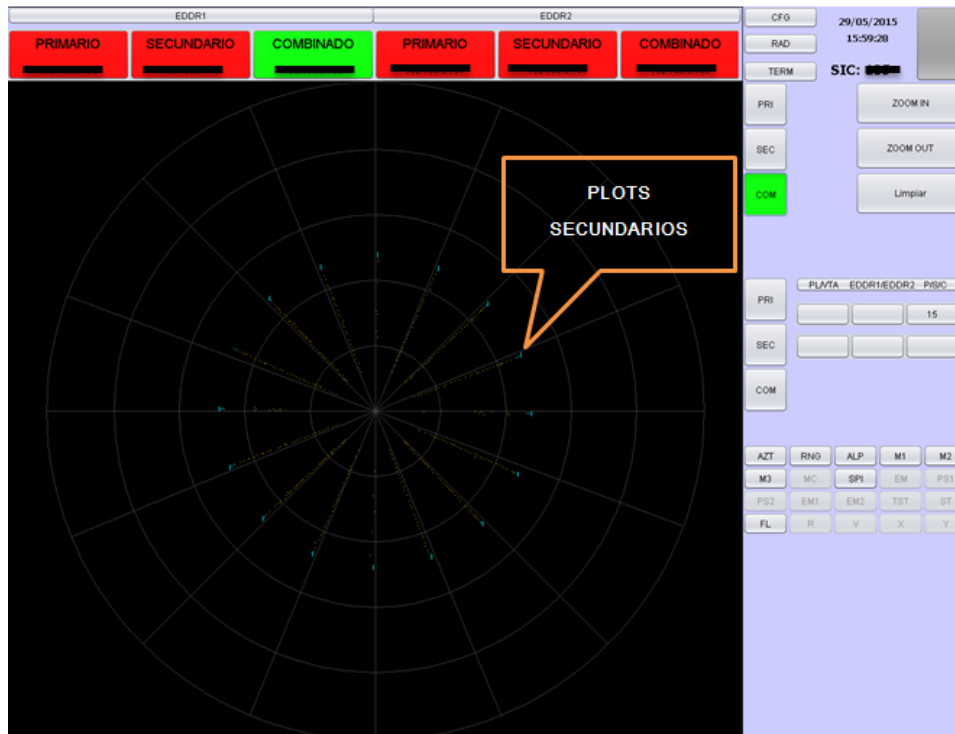 EDDR1 EDDR2
PRIMARIO SECUNDARIO COMBINADO PRIMARIO SECUNDARIO COMBINADO
CFG
29/05/2015
RAD
15:59:28
TERM
SIC:
PRI
ZOOM IN
SEC
ZOOM OUT
COM
Limpiar
PLOTS
SECUNDARIOS
PL/VTA EDDR1/EDDR2 P/S/C
PRI
15
SEC
COM
AZT RNG ALP M1 M2
M3 MC SPI EM PS1
PS2 EM1 EM2 TST ST
FL R V X Y